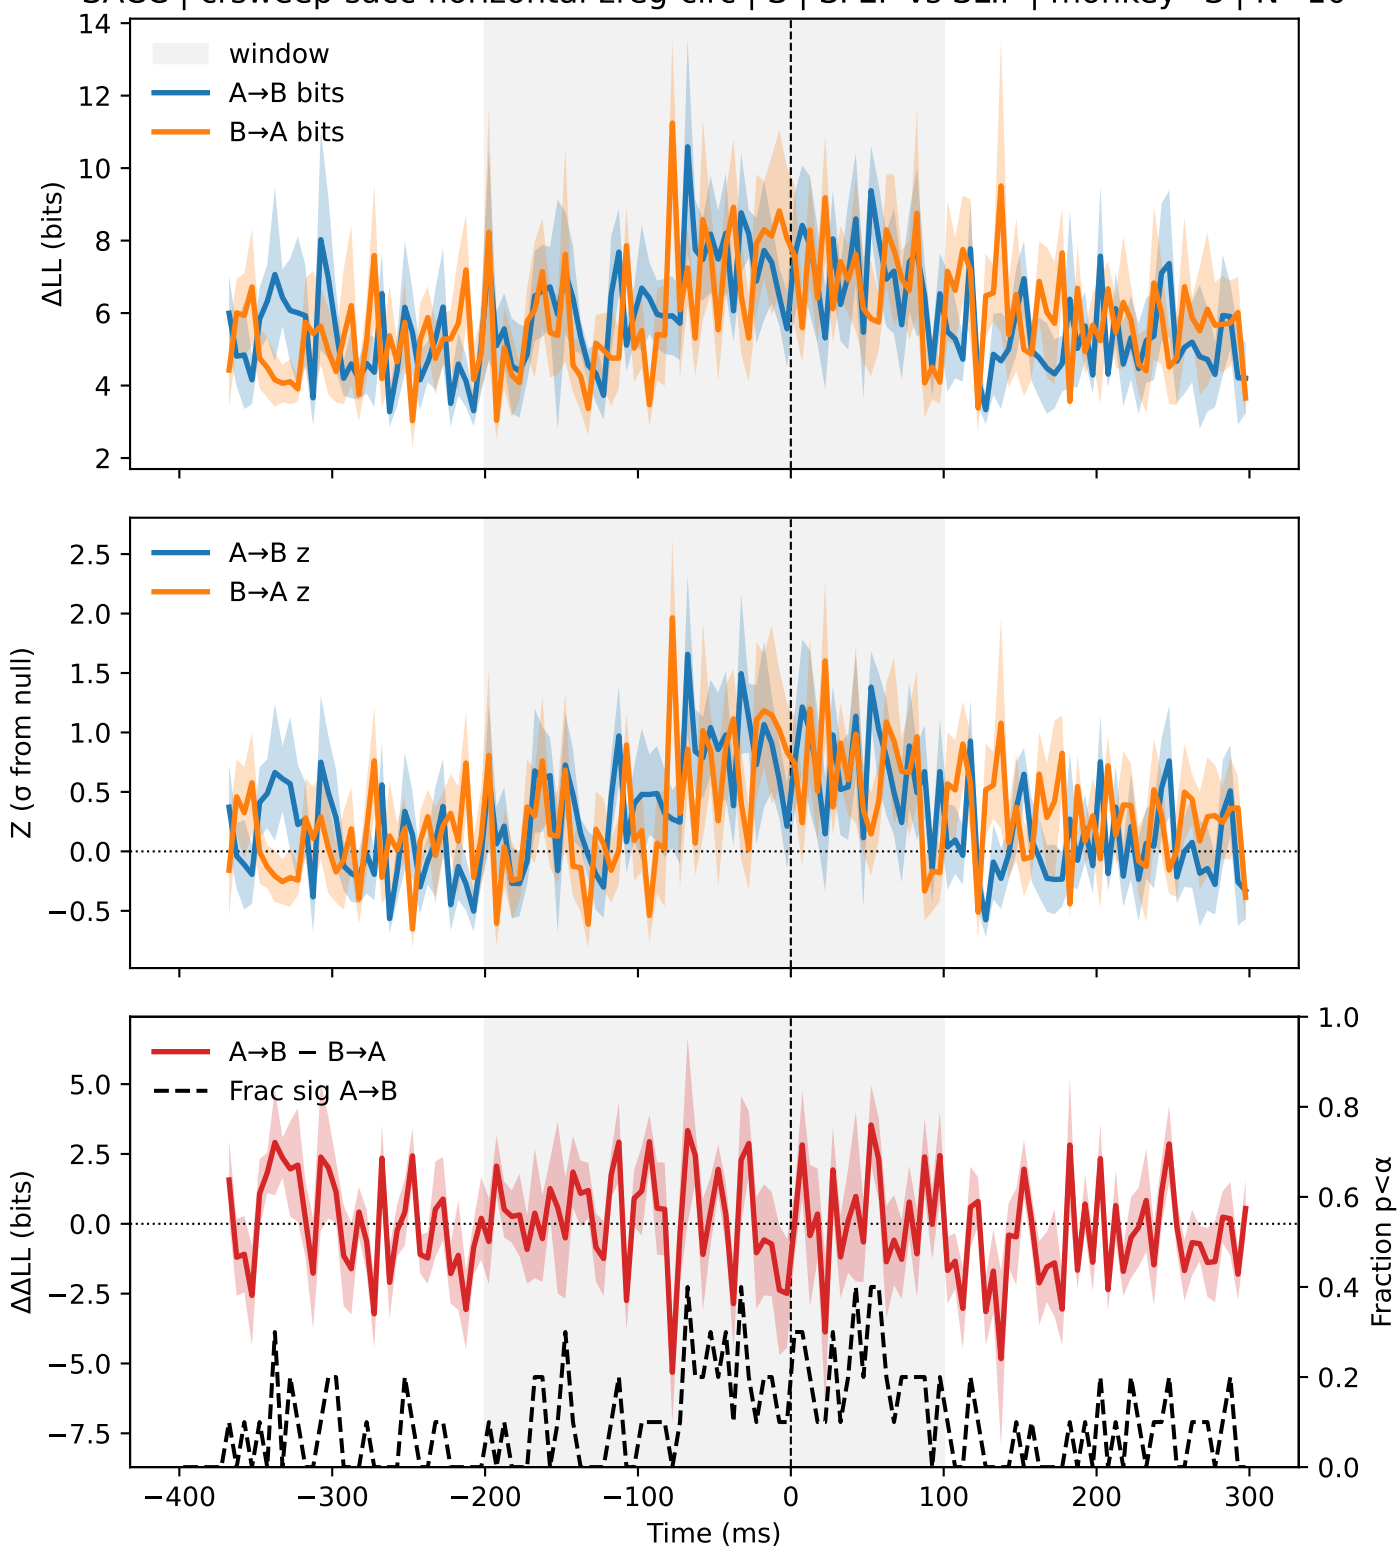 window
A→B bits
B→A bits
ΔLL (bits)
14
12
10
8
6
4
2
A→B z
B→A z
Z (σ from null)
2.5
2.0
1.5
1.0
0.5
0.0
−0.5
A→B − B→A
Frac sig A→B
ΔΔLL (bits)
5.0
2.5
0.0
−2.5
−5.0
−7.5
1.0
0.8
0.6
0.4
0.2
0.0
Fraction p<α
−400
−300
−200
−100
0
100
200
300
Time (ms)